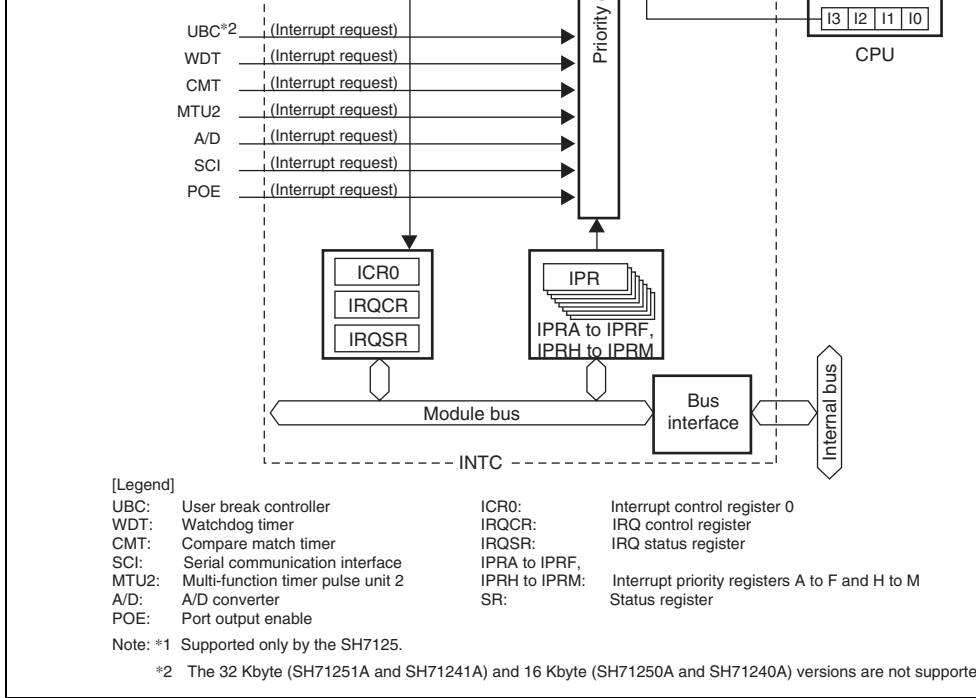 Priority
I3 I2 I1 I0
CPU
UBC*2 (Interrupt request)
WDT (Interrupt request)
CMT (Interrupt request)
MTU2 (Interrupt request)
A/D (Interrupt request)
SCI (Interrupt request)
POE (Interrupt request)
ICR0
IRQCR
IRQSR
IPR
IPRA to IPRF,
IPRH to IPRM
Module bus
Bus
interface
Internal bus
INTC
[Legend]
UBC: User break controller
WDT: Watchdog timer
CMT: Compare match timer
SCI: Serial communication interface
MTU2: Multi-function timer pulse unit 2
A/D: A/D converter
POE: Port output enable
ICR0: Interrupt control register 0
IRQCR: IRQ control register
IRQSR: IRQ status register
IPRA to IPRF,
IPRH to IPRM: Interrupt priority registers A to F and H to M
SR: Status register
Note: *1 Supported only by the SH7125.
*2 The 32 Kbyte (SH71251A and SH71241A) and 16 Kbyte (SH71250A and SH71240A) versions are not supporte